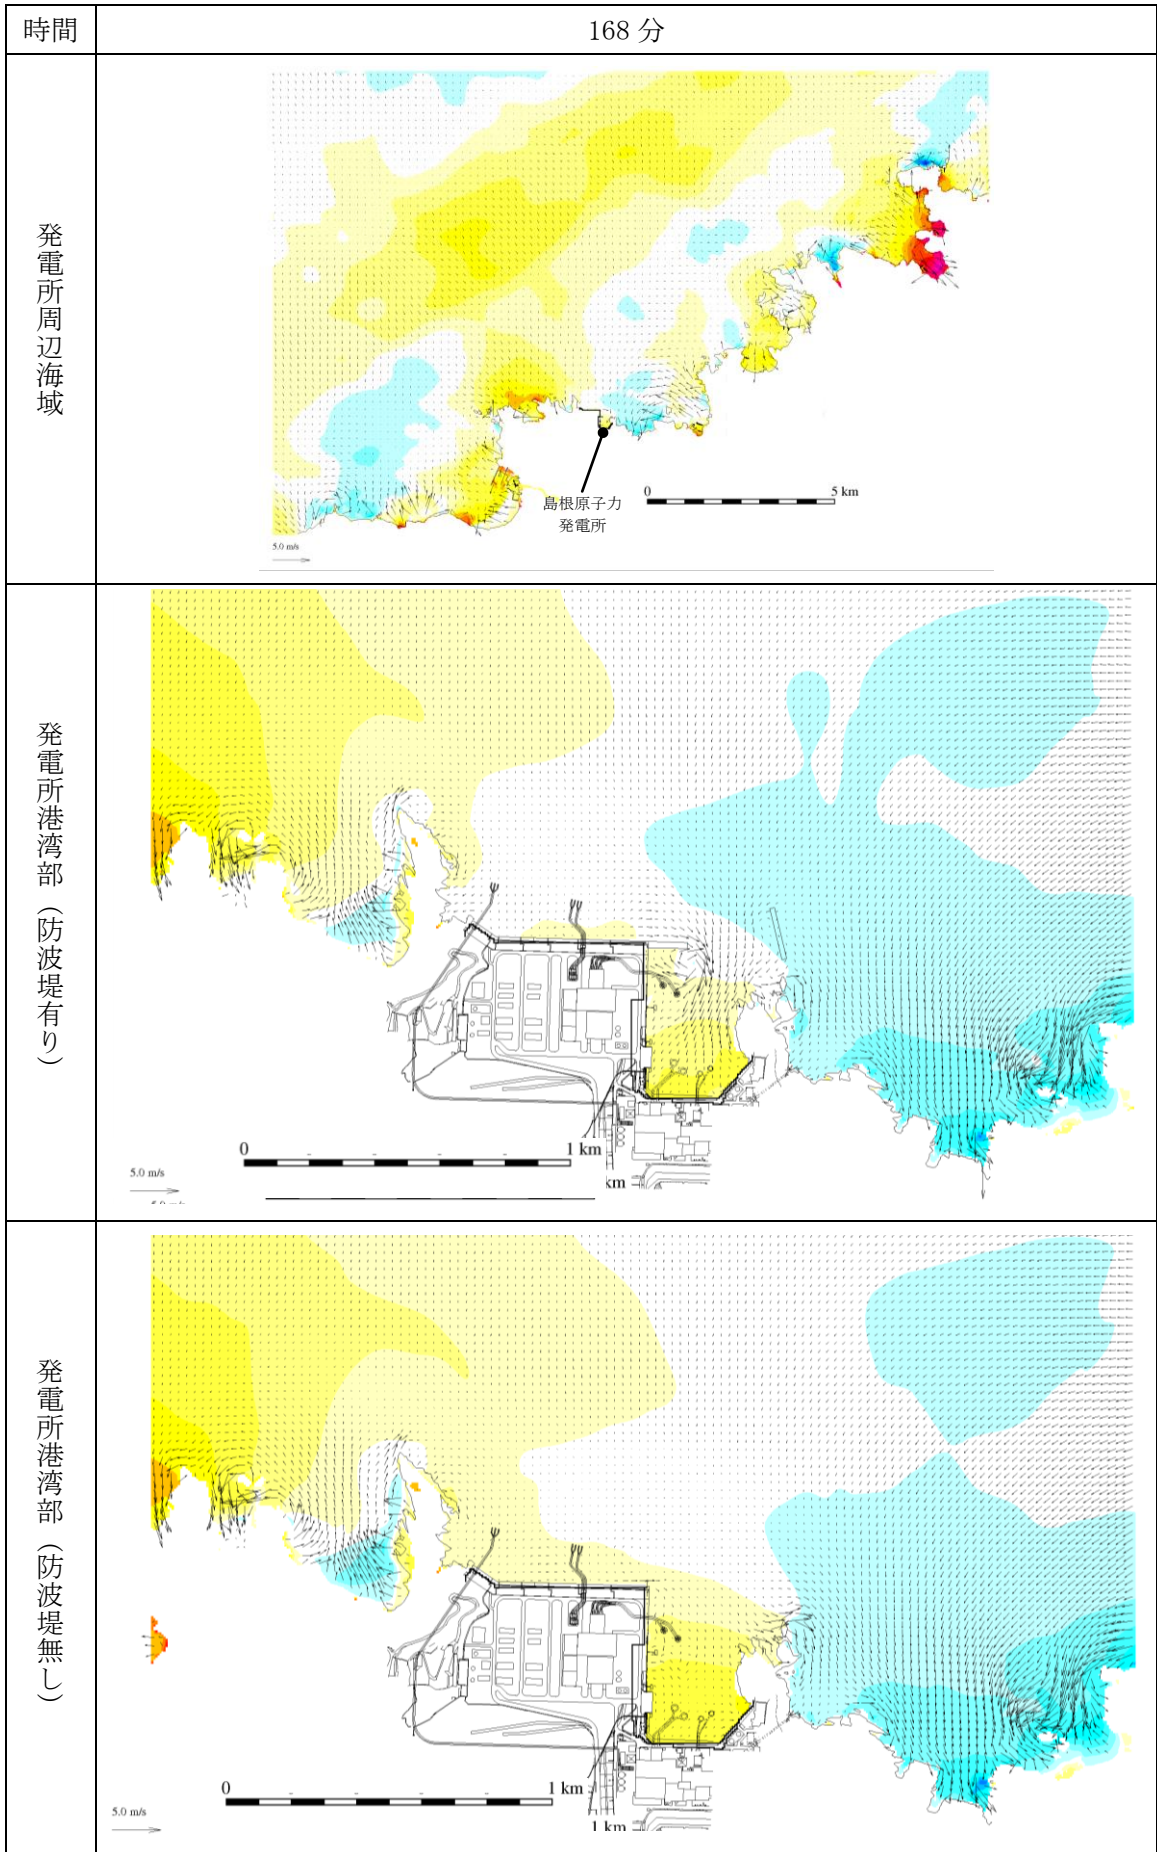 時間
168 分
発電所周辺海域
島根原子力
発電所
0
5 km
5.0 m/s
発電所港湾部（防波堤有り）
0
1 km
km
5.0 m/s
発電所港湾部（防波堤無し）
0
1 km
1 km
5.0 m/s